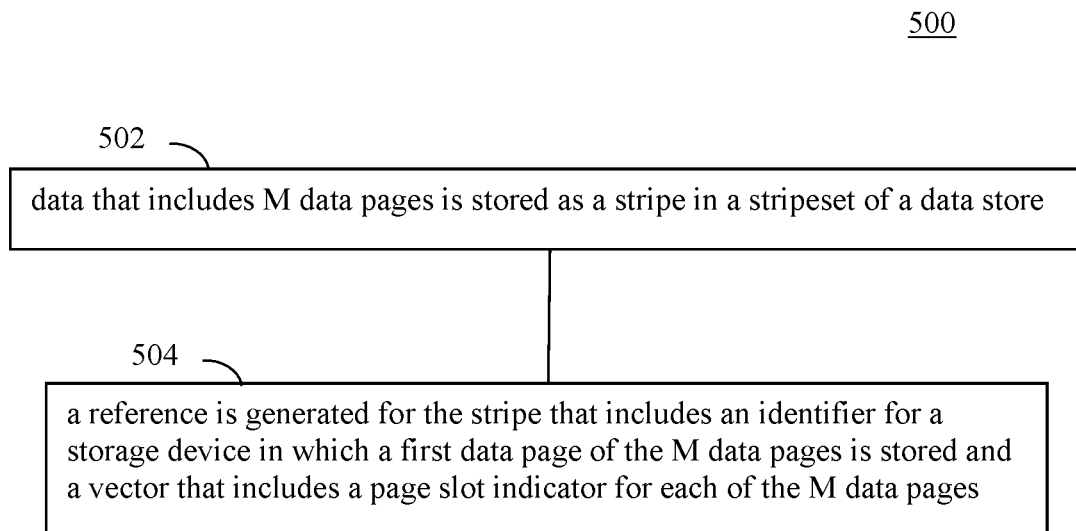 500
502
data that includes M data pages is stored as a stripe in a stripeset of a data store
504
a reference is generated for the stripe that includes an identifier for a
storage device in which a first data page of the M data pages is stored and
a vector that includes a page slot indicator for each of the M data pages